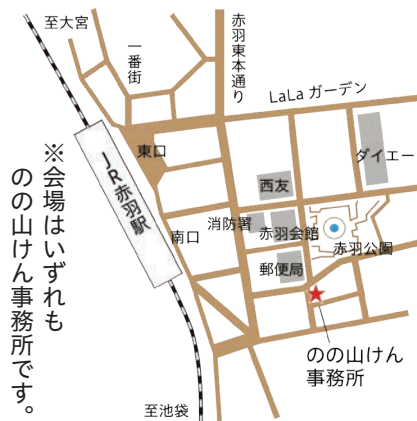 至大宮
一番街
赤羽東本通り
LaLa ガーデン
東口
ダイエー
JR赤羽駅
西友
消防署
赤羽会館
南口
赤羽公園
郵便局
※会場はいずれも
のの山けん事務所です。
のの山けん
事務所
至池袋